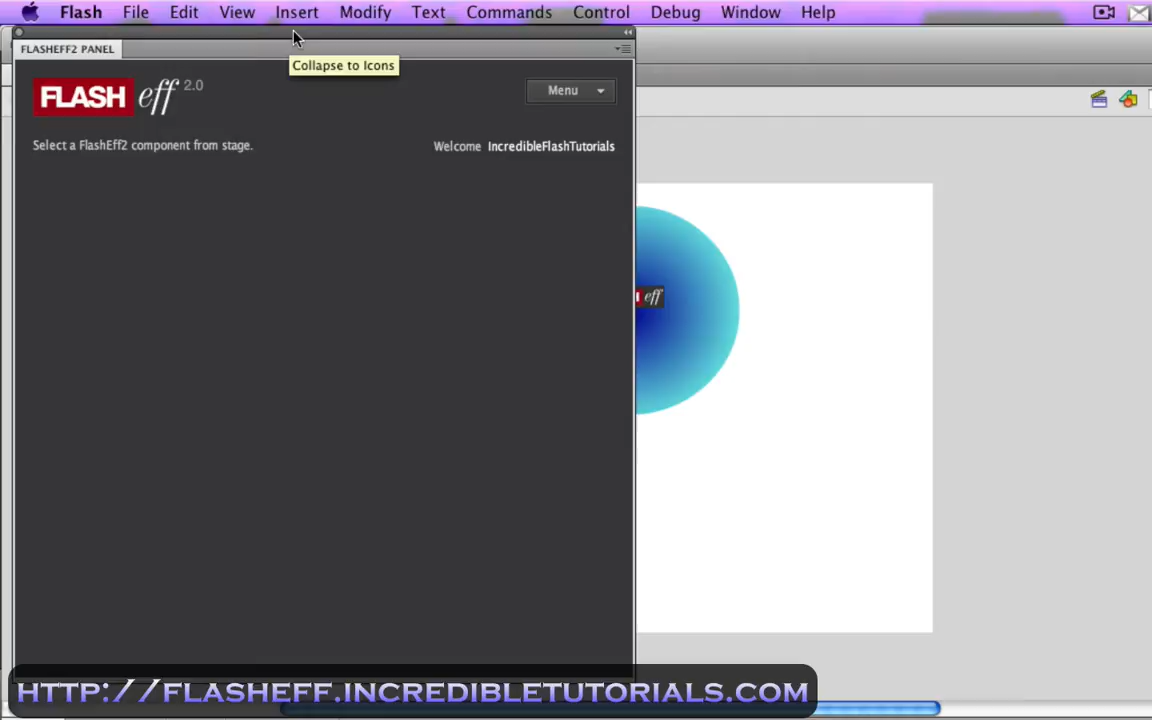 Flash File Edit View Insert Modify Text Commands Control Debug Window Help
FLASHEFF2 PANEL
Collapse to Icons
FLASH eff 2.0
Menu
Select a FlashEff2 component from stage.
Welcome IncredibleFlashTutorials
eff
HTTP://FLASHEFF.INCREDIBLETUTORIALS.COM